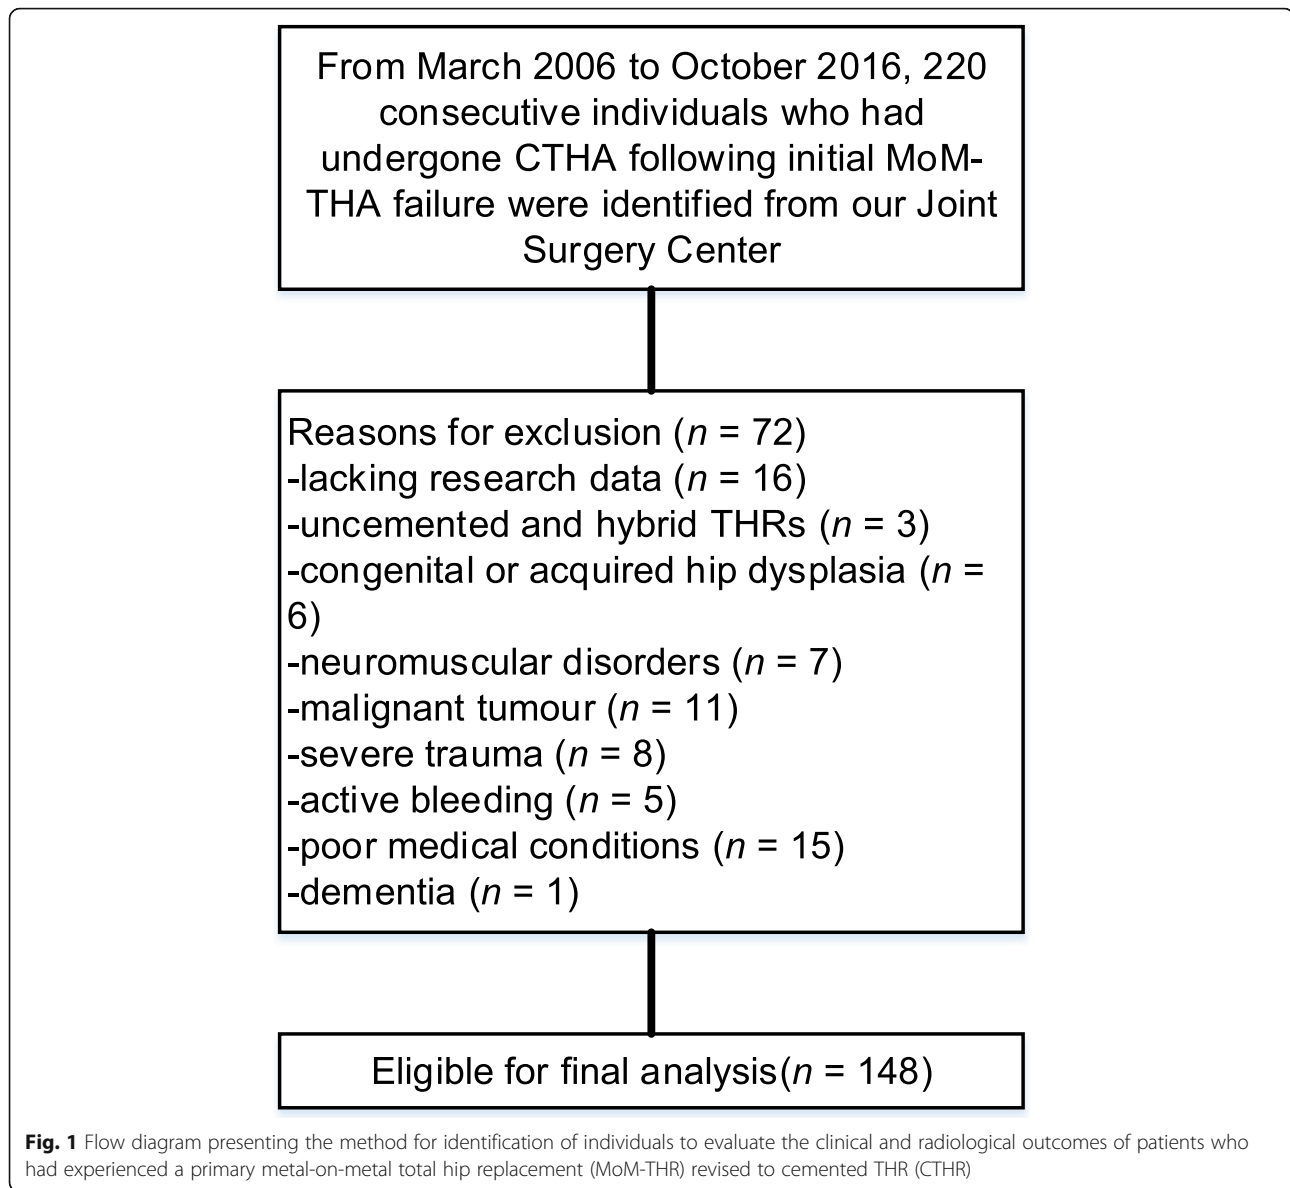 From March 2006 to October 2016, 220
consecutive individuals who had
undergone CTHA following initial MoM-
THA failure were identified from our Joint
Surgery Center
Reasons for exclusion (n = 72)
-lacking research data (n = 16)
-uncemented and hybrid THRs (n = 3)
-congenital or acquired hip dysplasia (n =
6)
-neuromuscular disorders (n = 7)
-malignant tumour (n = 11)
-severe trauma (n = 8)
-active bleeding (n = 5)
-poor medical conditions (n = 15)
-dementia (n = 1)
Eligible for final analysis(n = 148)
Fig. 1 Flow diagram presenting the method for identification of individuals to evaluate the clinical and radiological outcomes of patients who
had experienced a primary metal-on-metal total hip replacement (MoM-THR) revised to cemented THR (CTHR)